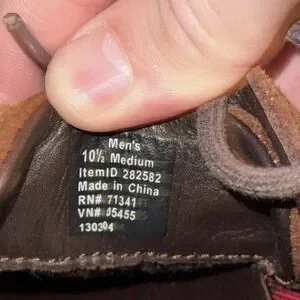 Men's
10½ Medium
ItemID 282582
Made in China
RN# 71341
VN# J5455
130304